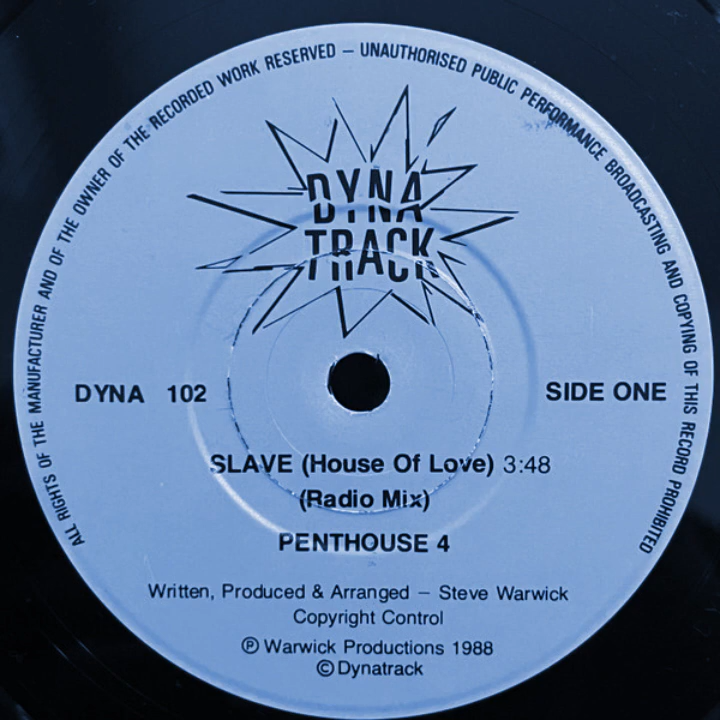 ALL RIGHTS OF THE MANUFACTURER AND OF THE OWNER OF THE RECORDED WORK RESERVED – UNAUTHORISED PUBLIC PERFORMANCE BROADCASTING AND COPYING OF THIS RECORD PROHIBITED
DYNA
TRACK
DYNA 102
SIDE ONE
SLAVE (House Of Love) 3:48
(Radio Mix)
PENTHOUSE 4
Written, Produced & Arranged – Steve Warwick
Copyright Control
℗ Warwick Productions 1988
© Dynatrack